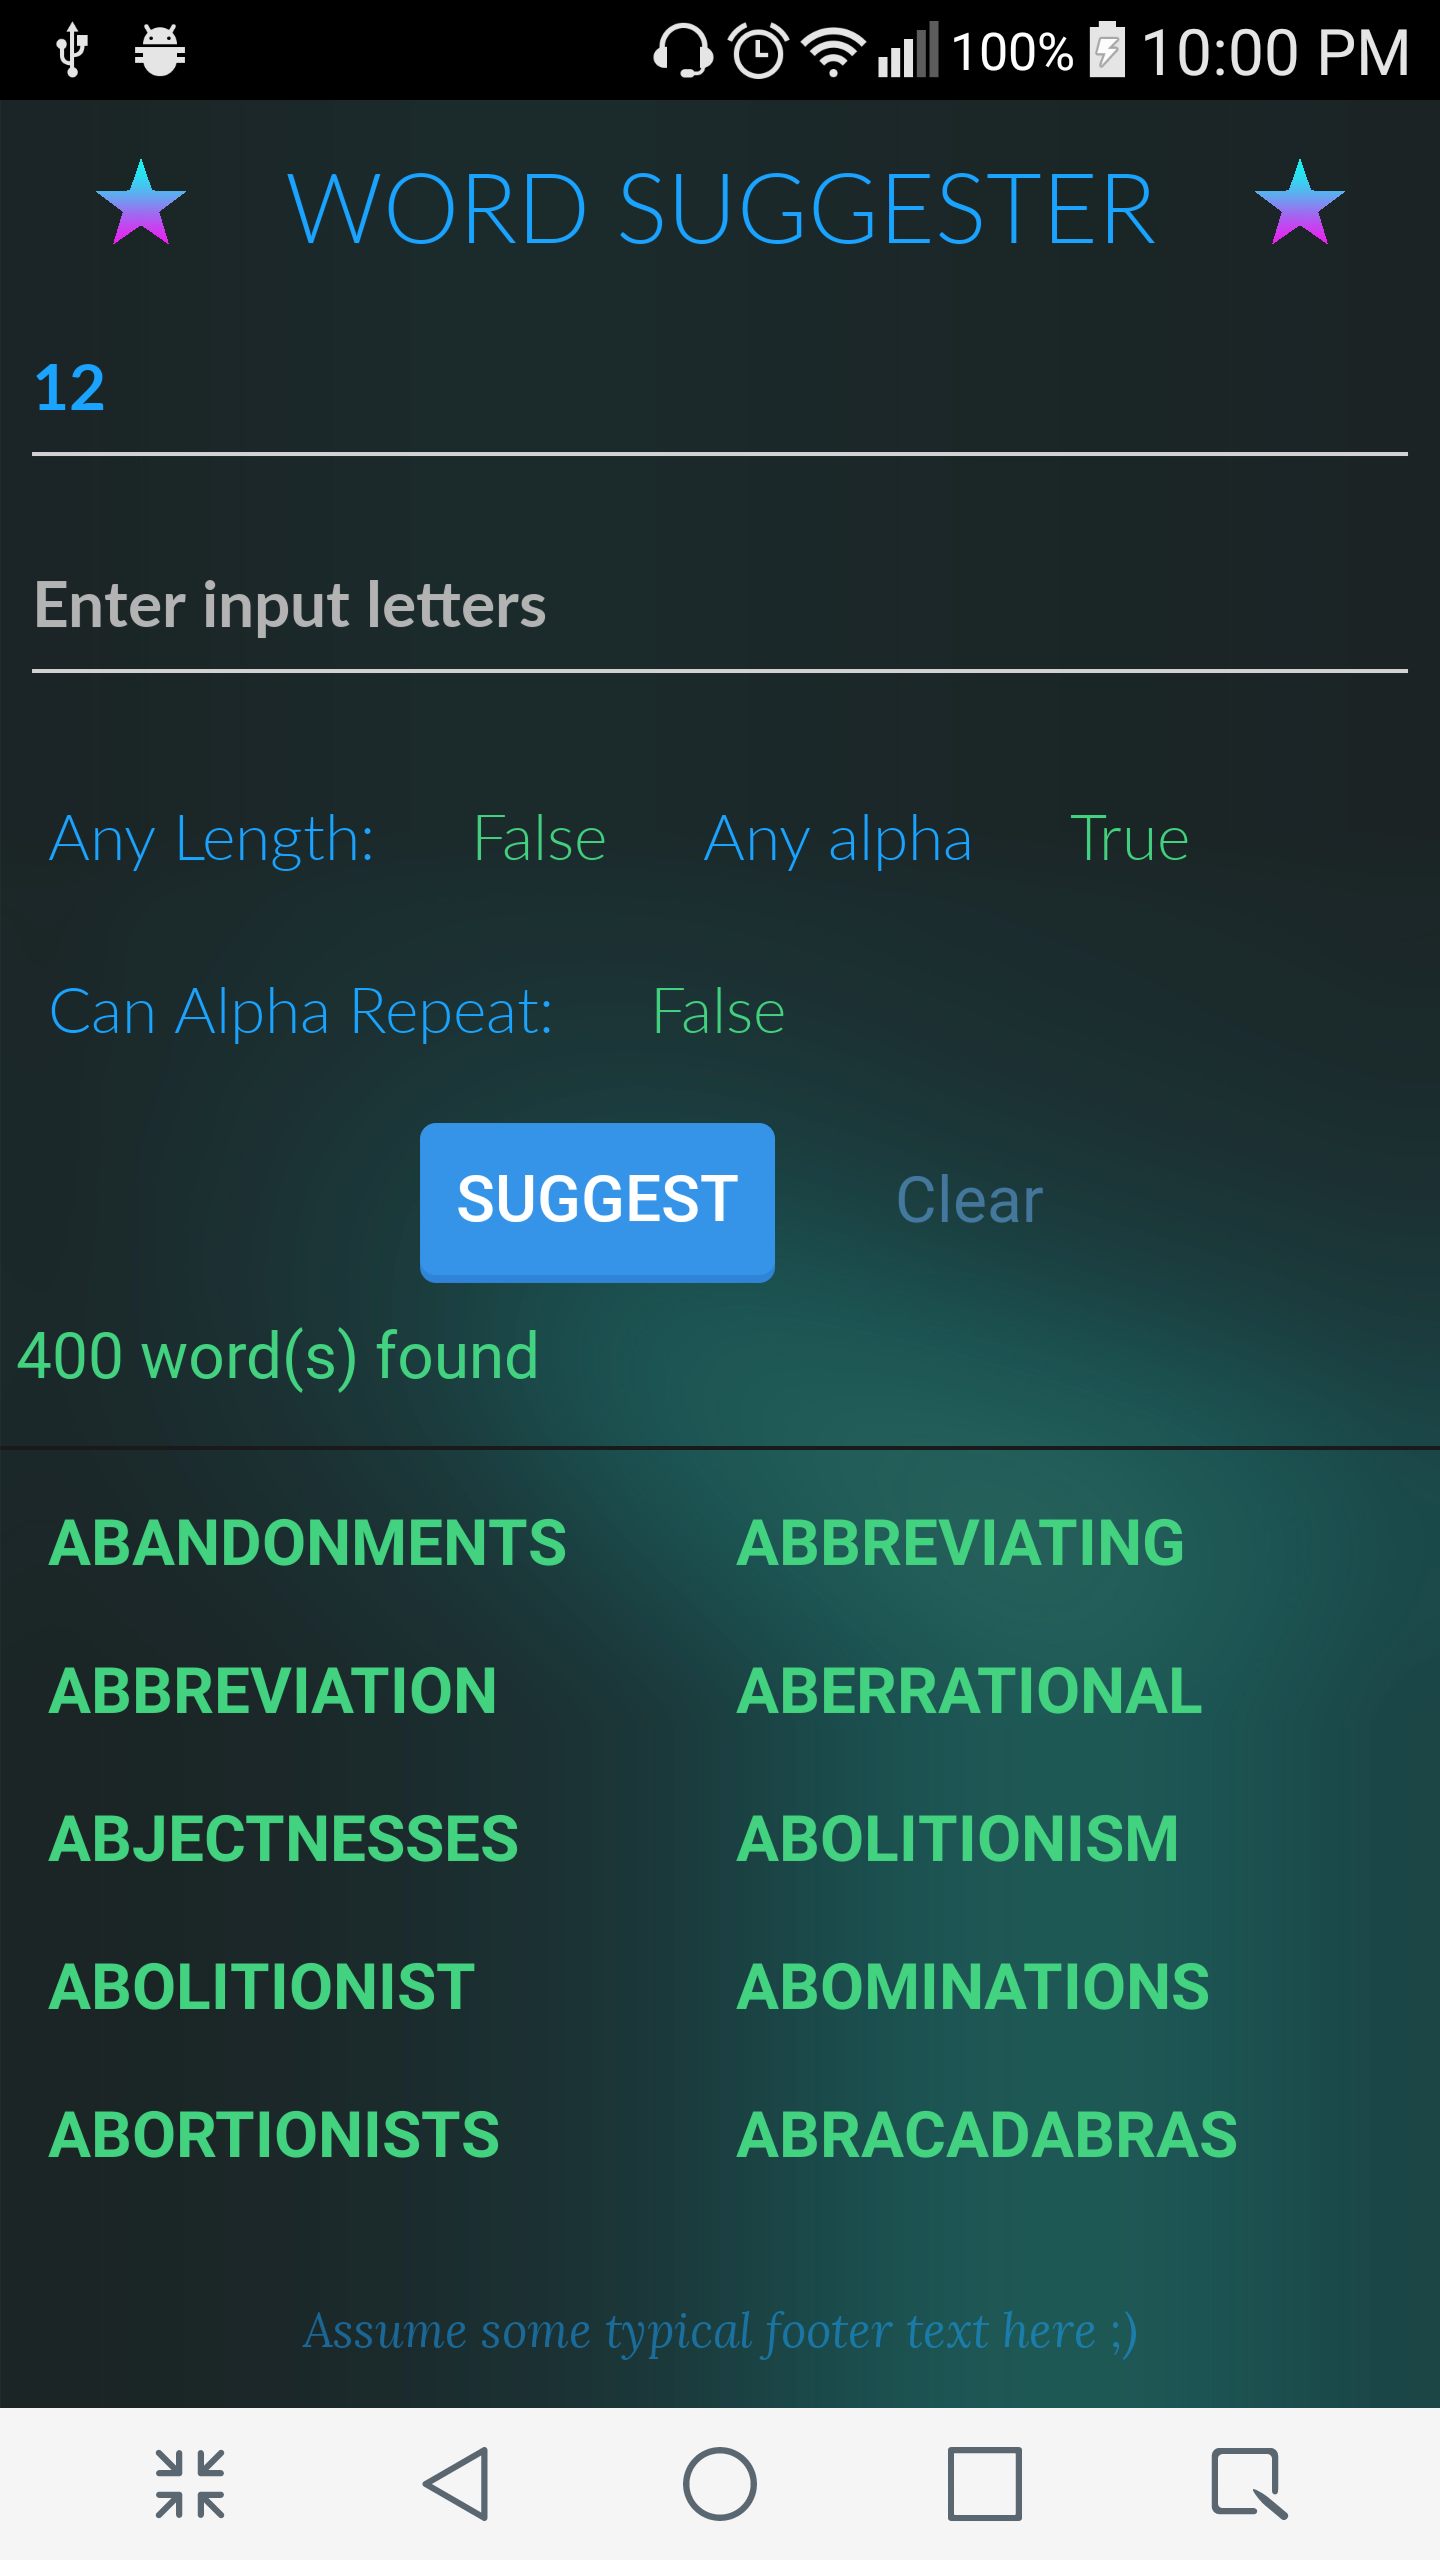 100% 10:00 PM
WORD SUGGESTER
12
Enter input letters
Any Length: False Any alpha True
Can Alpha Repeat: False
SUGGEST Clear
400 word(s) found
ABANDONMENTS ABBREVIATING
ABBREVIATION ABERRATIONAL
ABJECTNESSES ABOLITIONISM
ABOLITIONIST ABOMINATIONS
ABORTIONISTS ABRACADABRAS
Assume some typical footer text here ;)